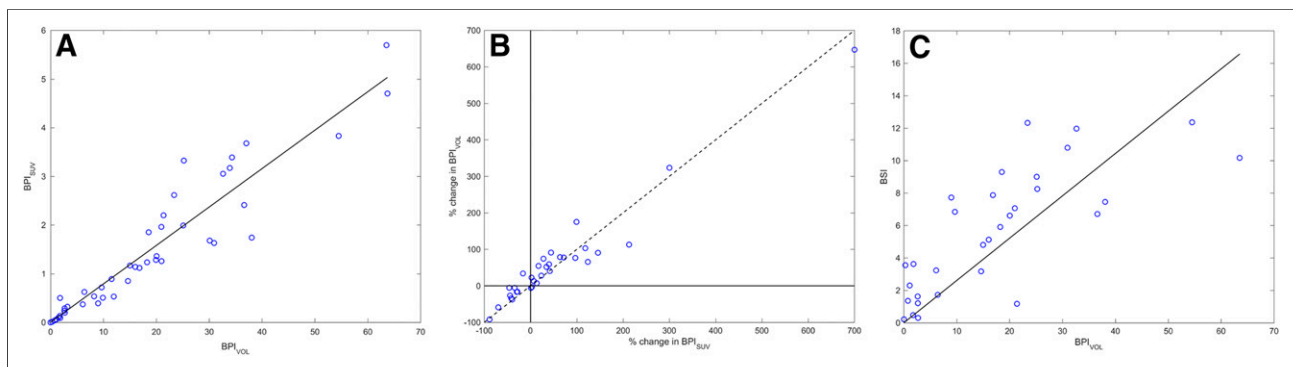 A
6
5
4
3
2
1
0
BPI_SUV
0 10 20 30 40 50 60 70
BPI_VOL
B
700
600
500
400
300
200
100
0
-100
% change in BPI_VOL
-100 0 100 200 300 400 500 600 700
% change in BPI_SUV
C
18
16
14
12
10
8
6
4
2
0
BSI
0 10 20 30 40 50 60 70
BPI_VOL